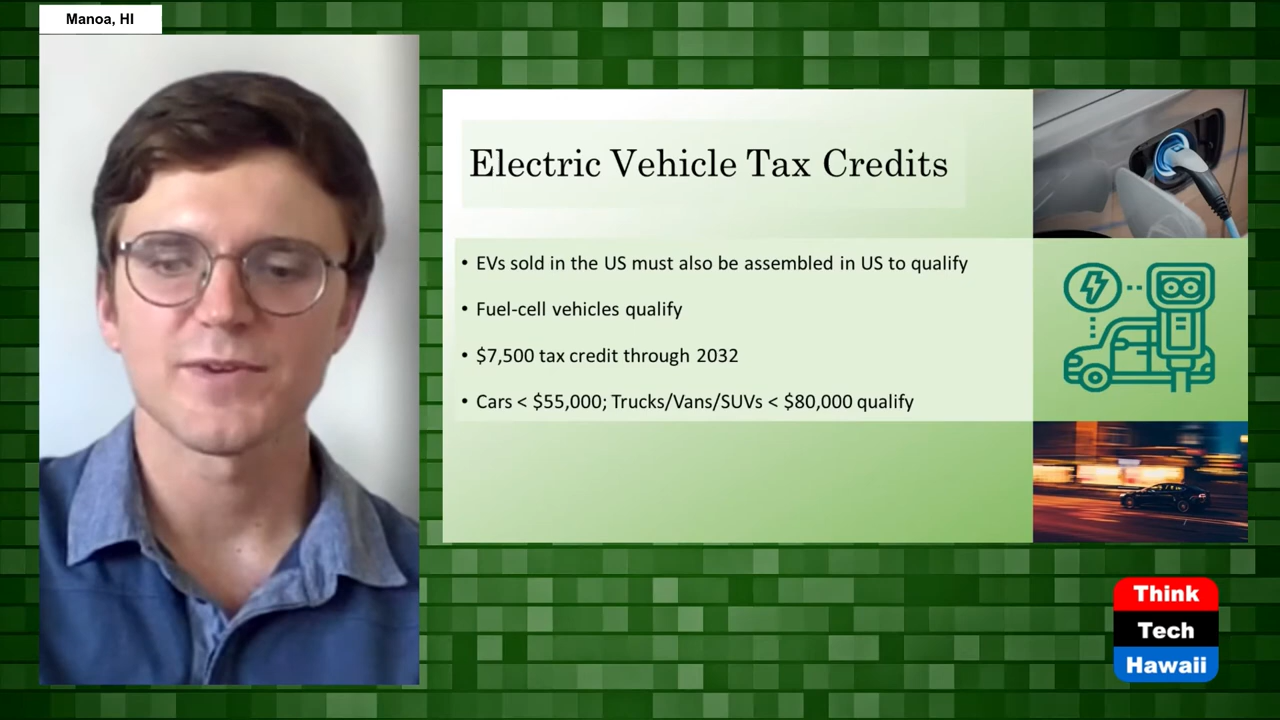 Manoa, HI
Electric Vehicle Tax Credits
• EVs sold in the US must also be assembled in US to qualify
• Fuel-cell vehicles qualify
• $7,500 tax credit through 2032
• Cars < $55,000; Trucks/Vans/SUVs < $80,000 qualify
Think
Tech
Hawaii